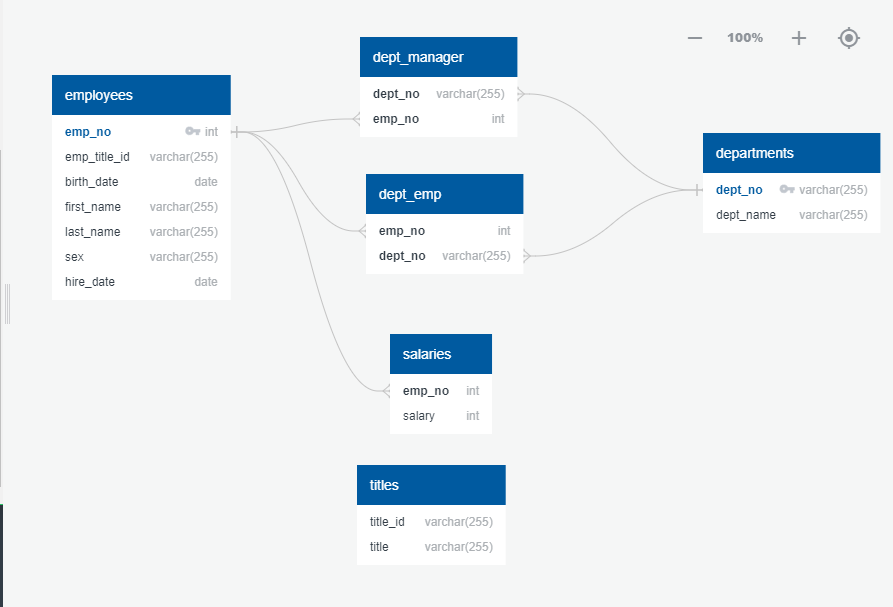 100%
employees
emp_no int
emp_title_id varchar(255)
birth_date date
first_name varchar(255)
last_name varchar(255)
sex varchar(255)
hire_date date
dept_manager
dept_no varchar(255)
emp_no int
dept_emp
emp_no int
dept_no varchar(255)
departments
dept_no varchar(255)
dept_name varchar(255)
salaries
emp_no int
salary int
titles
title_id varchar(255)
title varchar(255)